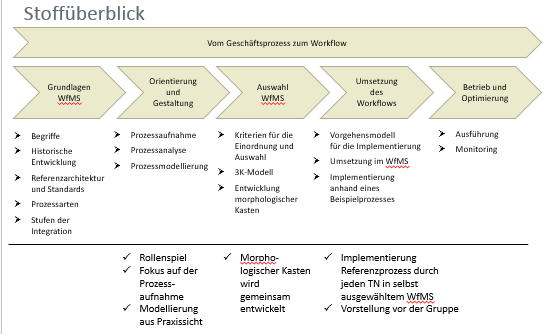 Stoffüberblick
Vom Geschäftsprozess zum Workflow
Grundlagen
WfMS
Orientierung
und
Gestaltung
Auswahl
WfMS
Umsetzung
des
Workflows
Betrieb und
Optimierung
Begriffe
Historische
Entwicklung
Referenzarchitektur
und Standards
Prozessarten
Stufen der
Integration
Prozessaufnahme
Prozessanalyse
Prozessmodellierung
Kriterien für die
Einordnung und
Auswahl
3K-Modell
Entwicklung
morphologischer
Kasten
Vorgehensmodell
für die Implementierung
Umsetzung im WfMS
Implementierung
anhand eines
Beispielprozesses
Ausführung
Monitoring
Rollenspiel
Fokus auf der
Prozess-
aufnahme
Modellierung
aus Praxissicht
Morpho-
logischer Kasten
wird
gemeinsam
entwickelt
Implementierung
Referenzprozess durch
jeden TN in selbst
ausgewähltem WfMS
Vorstellung vor der Gruppe